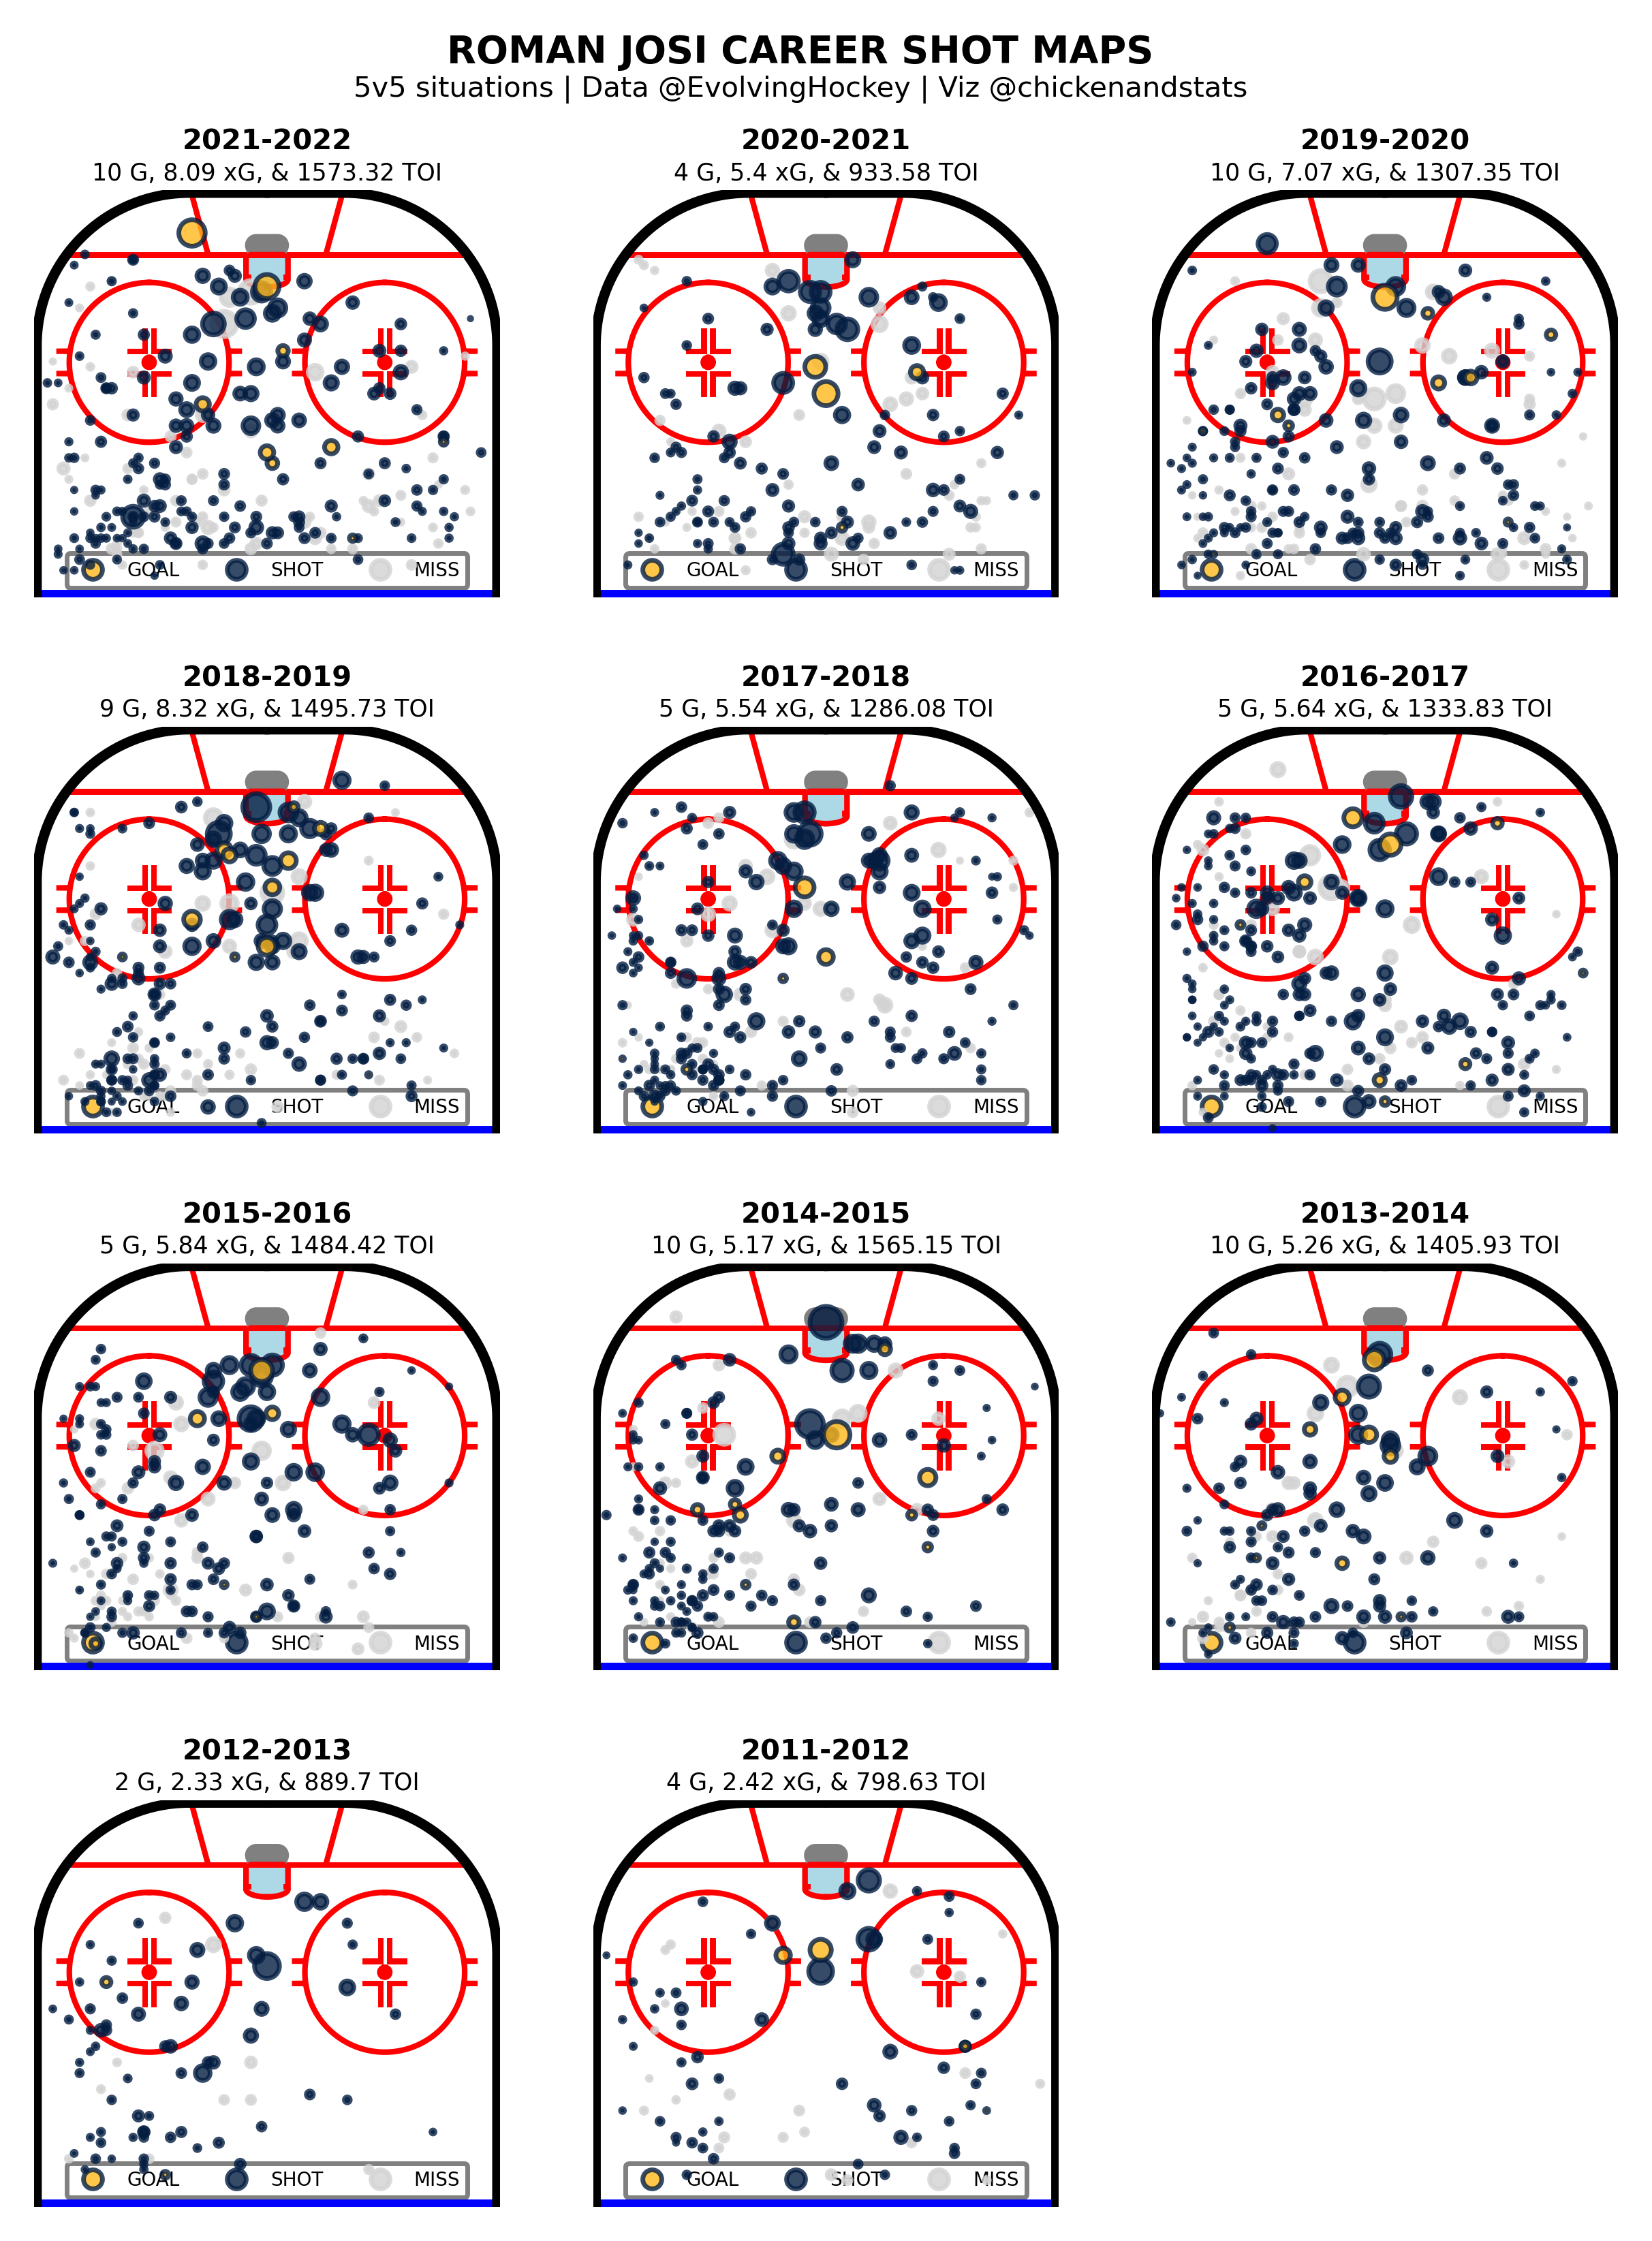 ROMAN JOSI CAREER SHOT MAPS
5v5 situations | Data @EvolvingHockey | Viz @chickenandstats
2021-2022
10 G, 8.09 xG, & 1573.32 TOI
GOAL SHOT MISS
2020-2021
4 G, 5.4 xG, & 933.58 TOI
GOAL SHOT MISS
2019-2020
10 G, 7.07 xG, & 1307.35 TOI
GOAL SHOT MISS
2018-2019
9 G, 8.32 xG, & 1495.73 TOI
GOAL SHOT MISS
2017-2018
5 G, 5.54 xG, & 1286.08 TOI
GOAL SHOT MISS
2016-2017
5 G, 5.64 xG, & 1333.83 TOI
GOAL SHOT MISS
2015-2016
5 G, 5.84 xG, & 1484.42 TOI
GOAL SHOT MISS
2014-2015
10 G, 5.17 xG, & 1565.15 TOI
GOAL SHOT MISS
2013-2014
10 G, 5.26 xG, & 1405.93 TOI
GOAL SHOT MISS
2012-2013
2 G, 2.33 xG, & 889.7 TOI
GOAL SHOT MISS
2011-2012
4 G, 2.42 xG, & 798.63 TOI
GOAL SHOT MISS